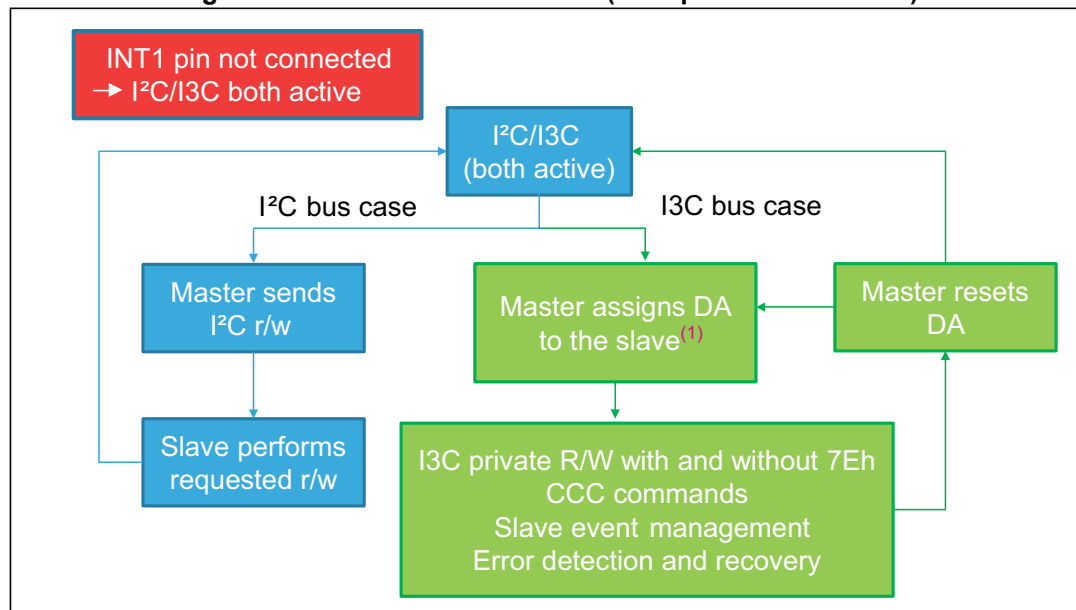 INT1 pin not connected
→ I²C/I3C both active
I²C/I3C
(both active)
I²C bus case
I3C bus case
Master sends
I²C r/w
Master assigns DA
to the slave(1)
Master resets
DA
Slave performs
requested r/w
I3C private R/W with and without 7Eh
CCC commands
Slave event management
Error detection and recovery